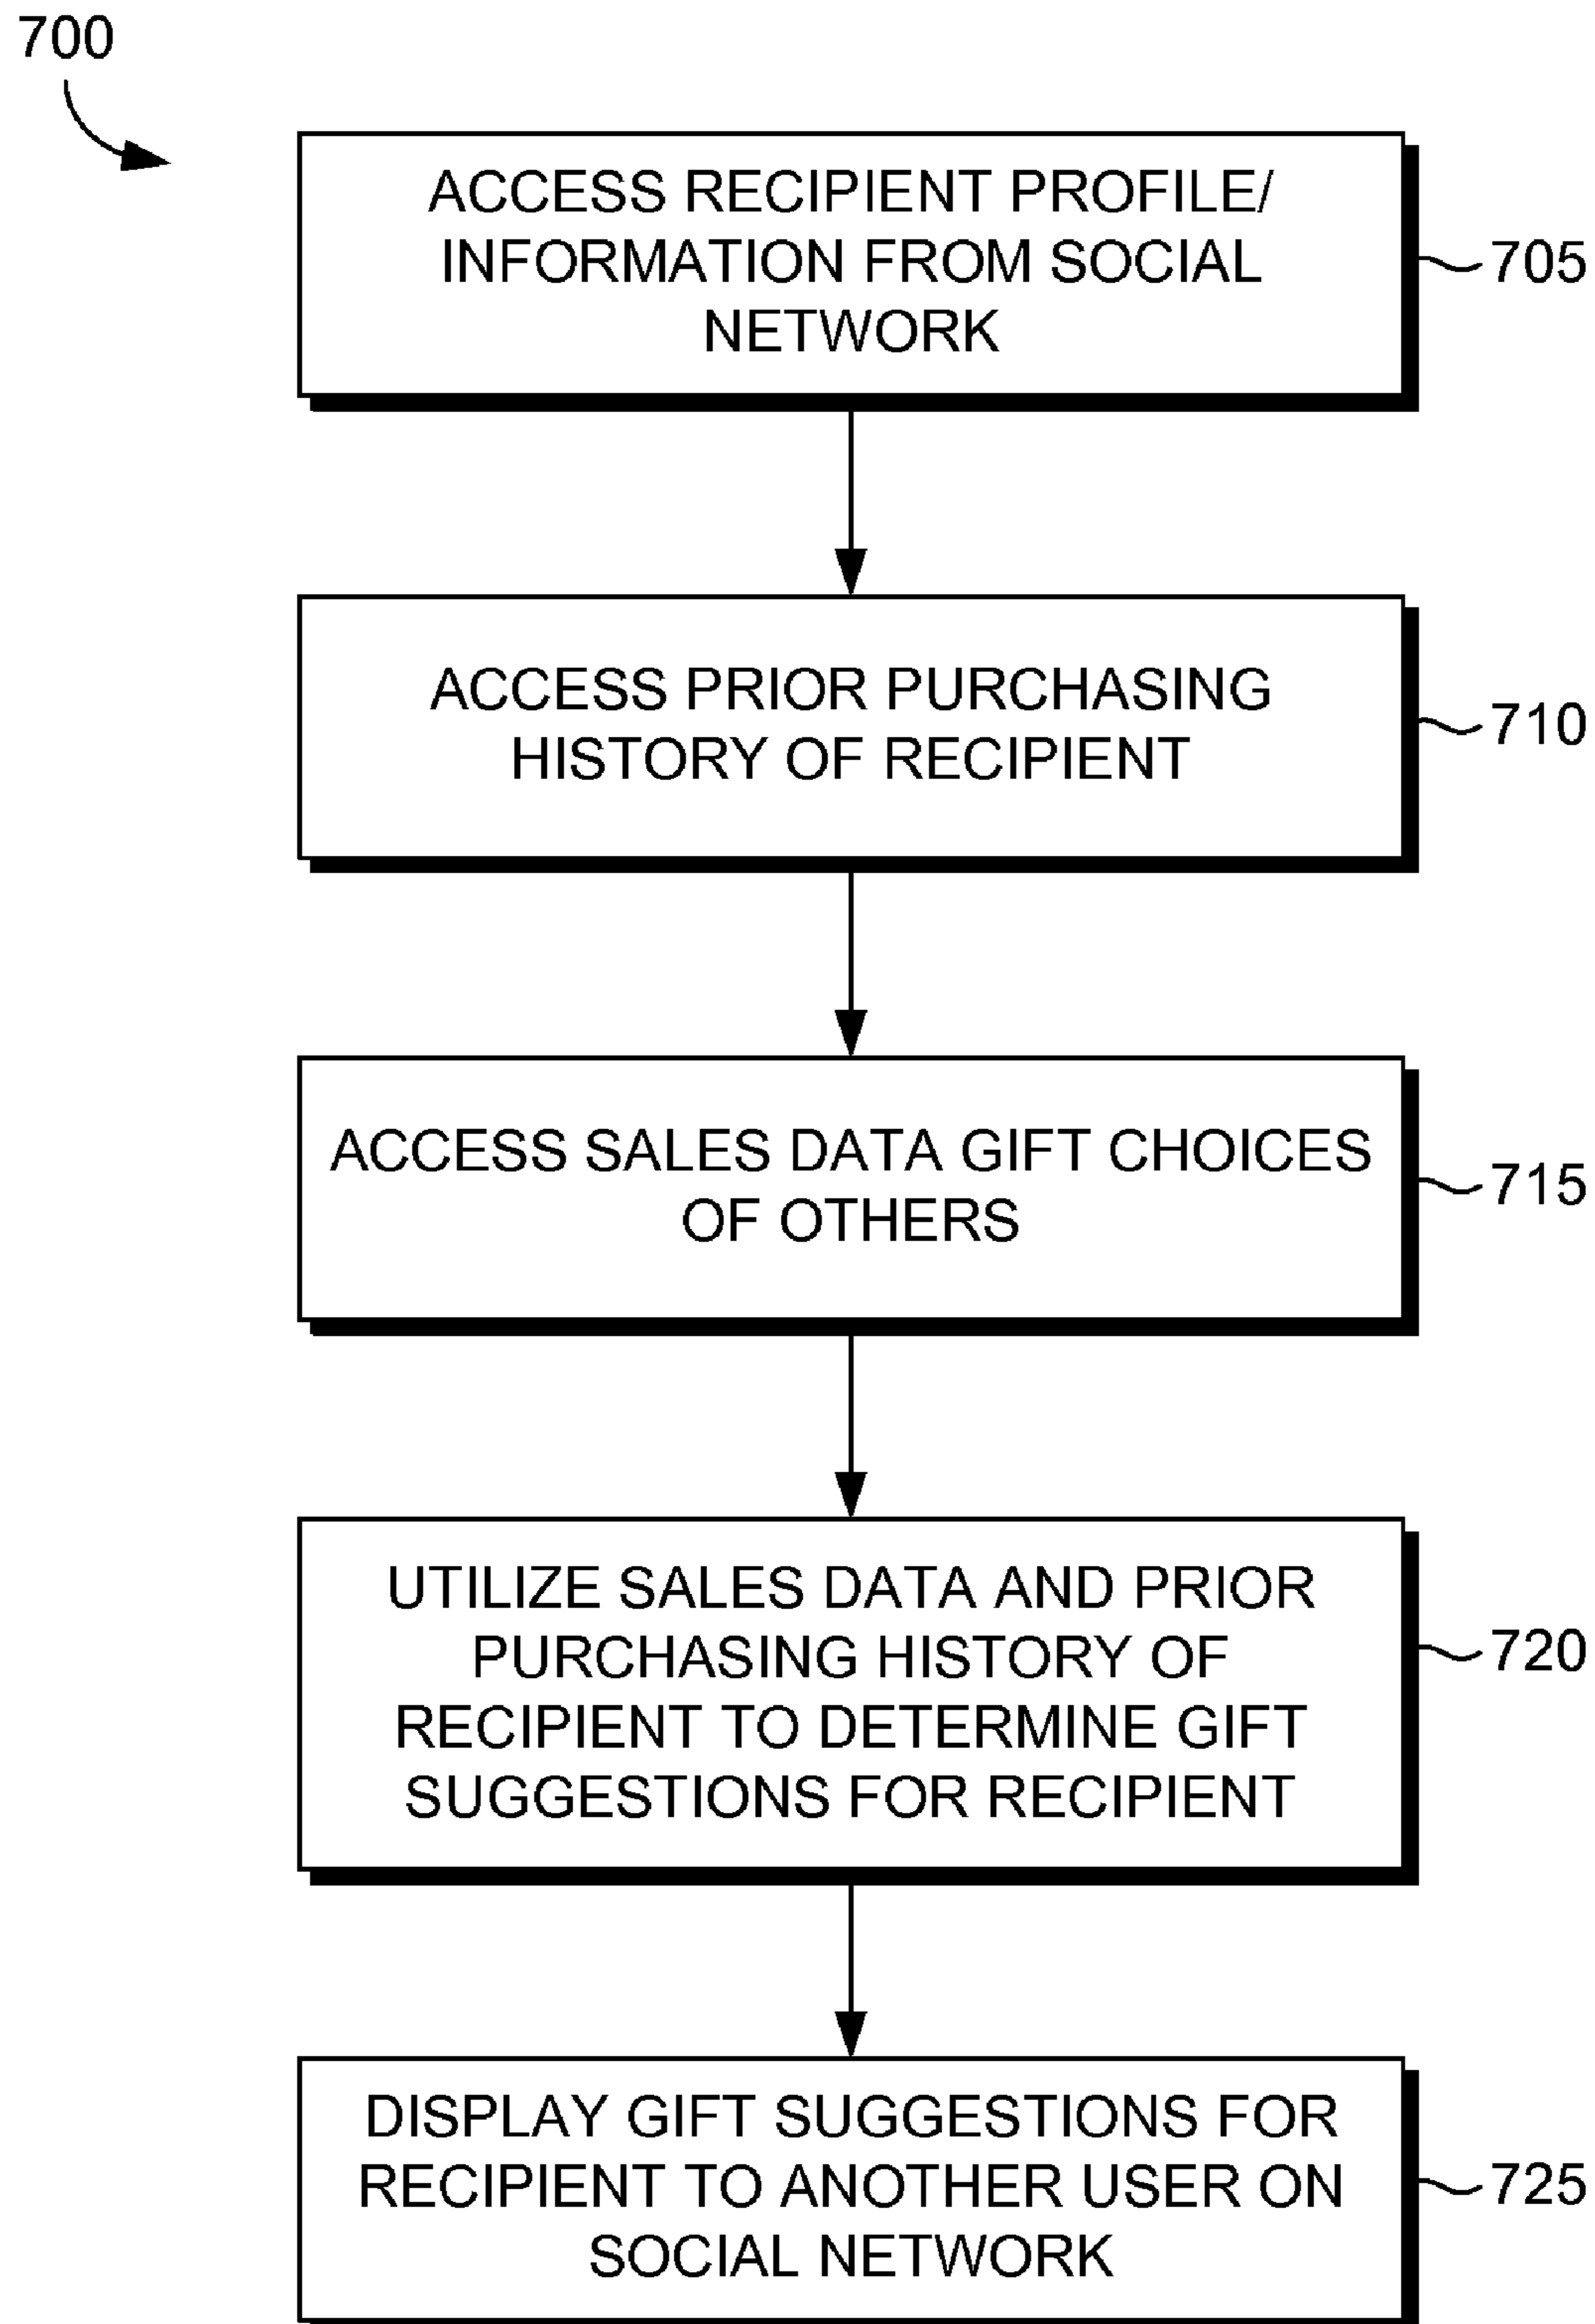 700
ACCESS RECIPIENT PROFILE/
INFORMATION FROM SOCIAL
NETWORK
705
ACCESS PRIOR PURCHASING
HISTORY OF RECIPIENT
710
ACCESS SALES DATA GIFT CHOICES
OF OTHERS
715
UTILIZE SALES DATA AND PRIOR
PURCHASING HISTORY OF
RECIPIENT TO DETERMINE GIFT
SUGGESTIONS FOR RECIPIENT
720
DISPLAY GIFT SUGGESTIONS FOR
RECIPIENT TO ANOTHER USER ON
SOCIAL NETWORK
725